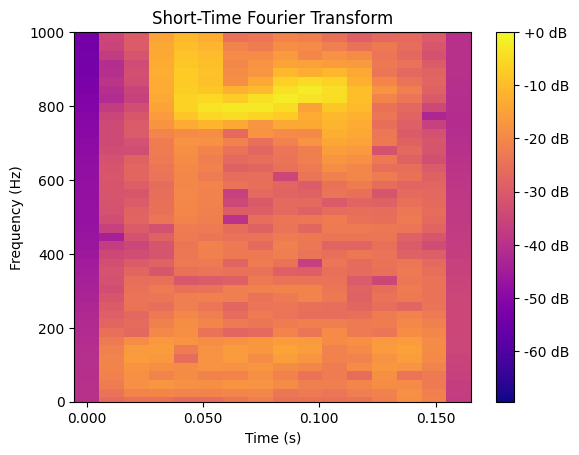 Short-Time Fourier Transform
1000
800
600
400
200
0
Frequency (Hz)
0.000
0.050
0.100
0.150
Time (s)
+0 dB
-10 dB
-20 dB
-30 dB
-40 dB
-50 dB
-60 dB